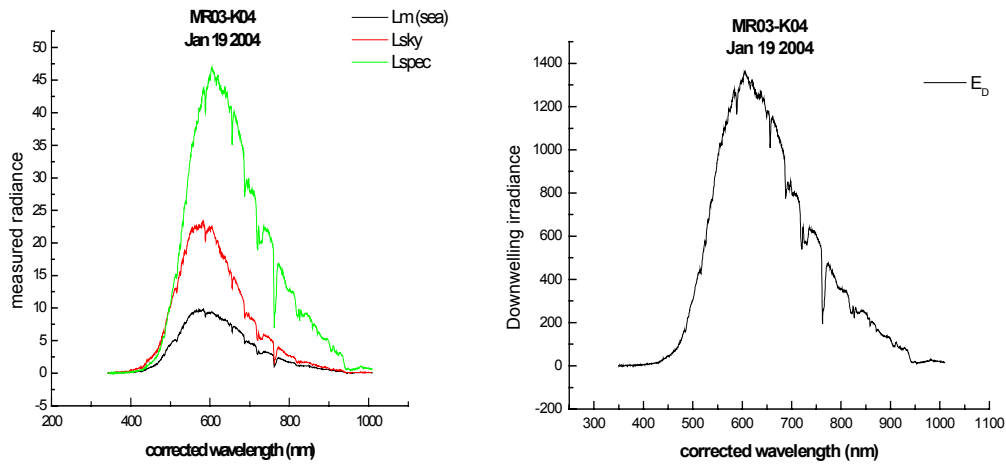 MR03-K04
Jan 19 2004
Lm (sea)
Lsky
Lspec
measured radiance
50
45
40
35
30
25
20
15
10
5
0
-5
200
400
600
800
1000
corrected wavelength (nm)
MR03-K04
Jan 19 2004
E_D
Downwelling irradiance
1400
1200
1000
800
600
400
200
0
-200
300
400
500
600
700
800
900
1000
1100
corrected wavelength (nm)